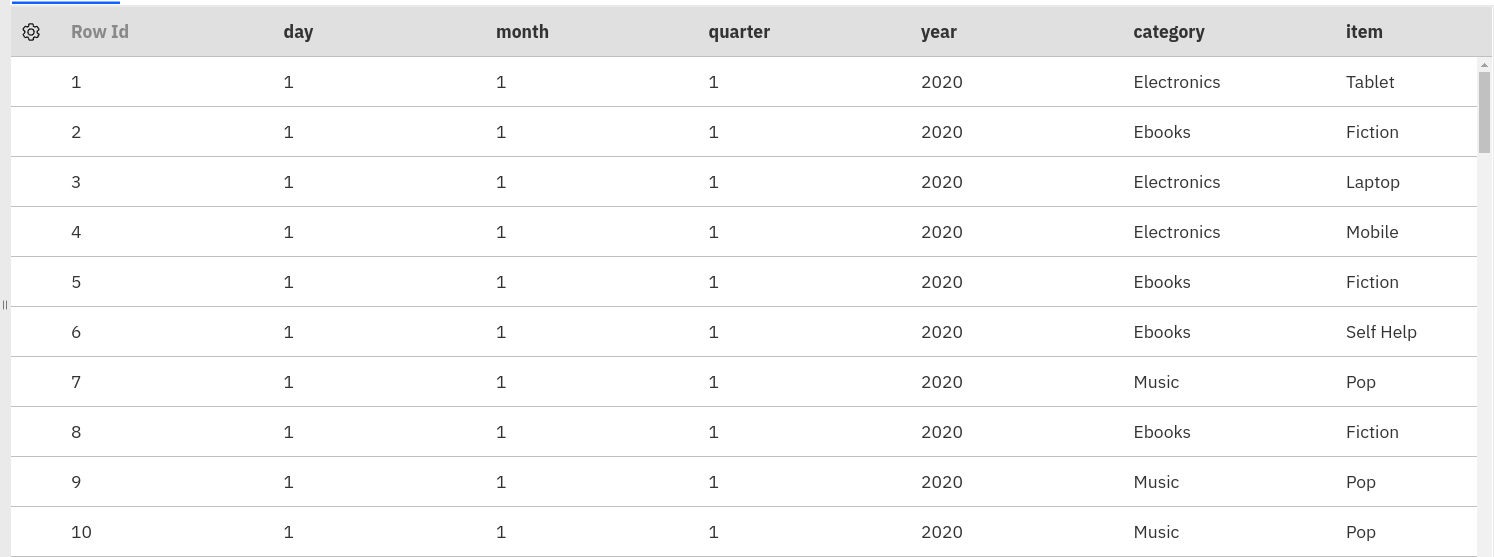 Row Id day month quarter year category item
1 1 1 1 2020 Electronics Tablet
2 1 1 1 2020 Ebooks Fiction
3 1 1 1 2020 Electronics Laptop
4 1 1 1 2020 Electronics Mobile
5 1 1 1 2020 Ebooks Fiction
6 1 1 1 2020 Ebooks Self Help
7 1 1 1 2020 Music Pop
8 1 1 1 2020 Ebooks Fiction
9 1 1 1 2020 Music Pop
10 1 1 1 2020 Music Pop